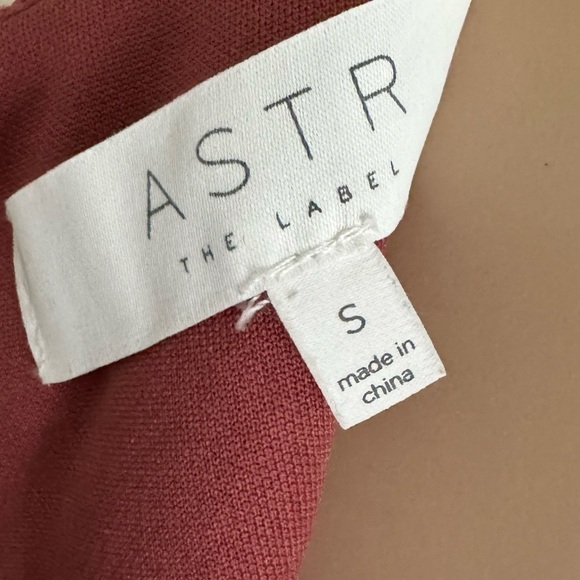 ASTR
THE LABEL
S
made in
china